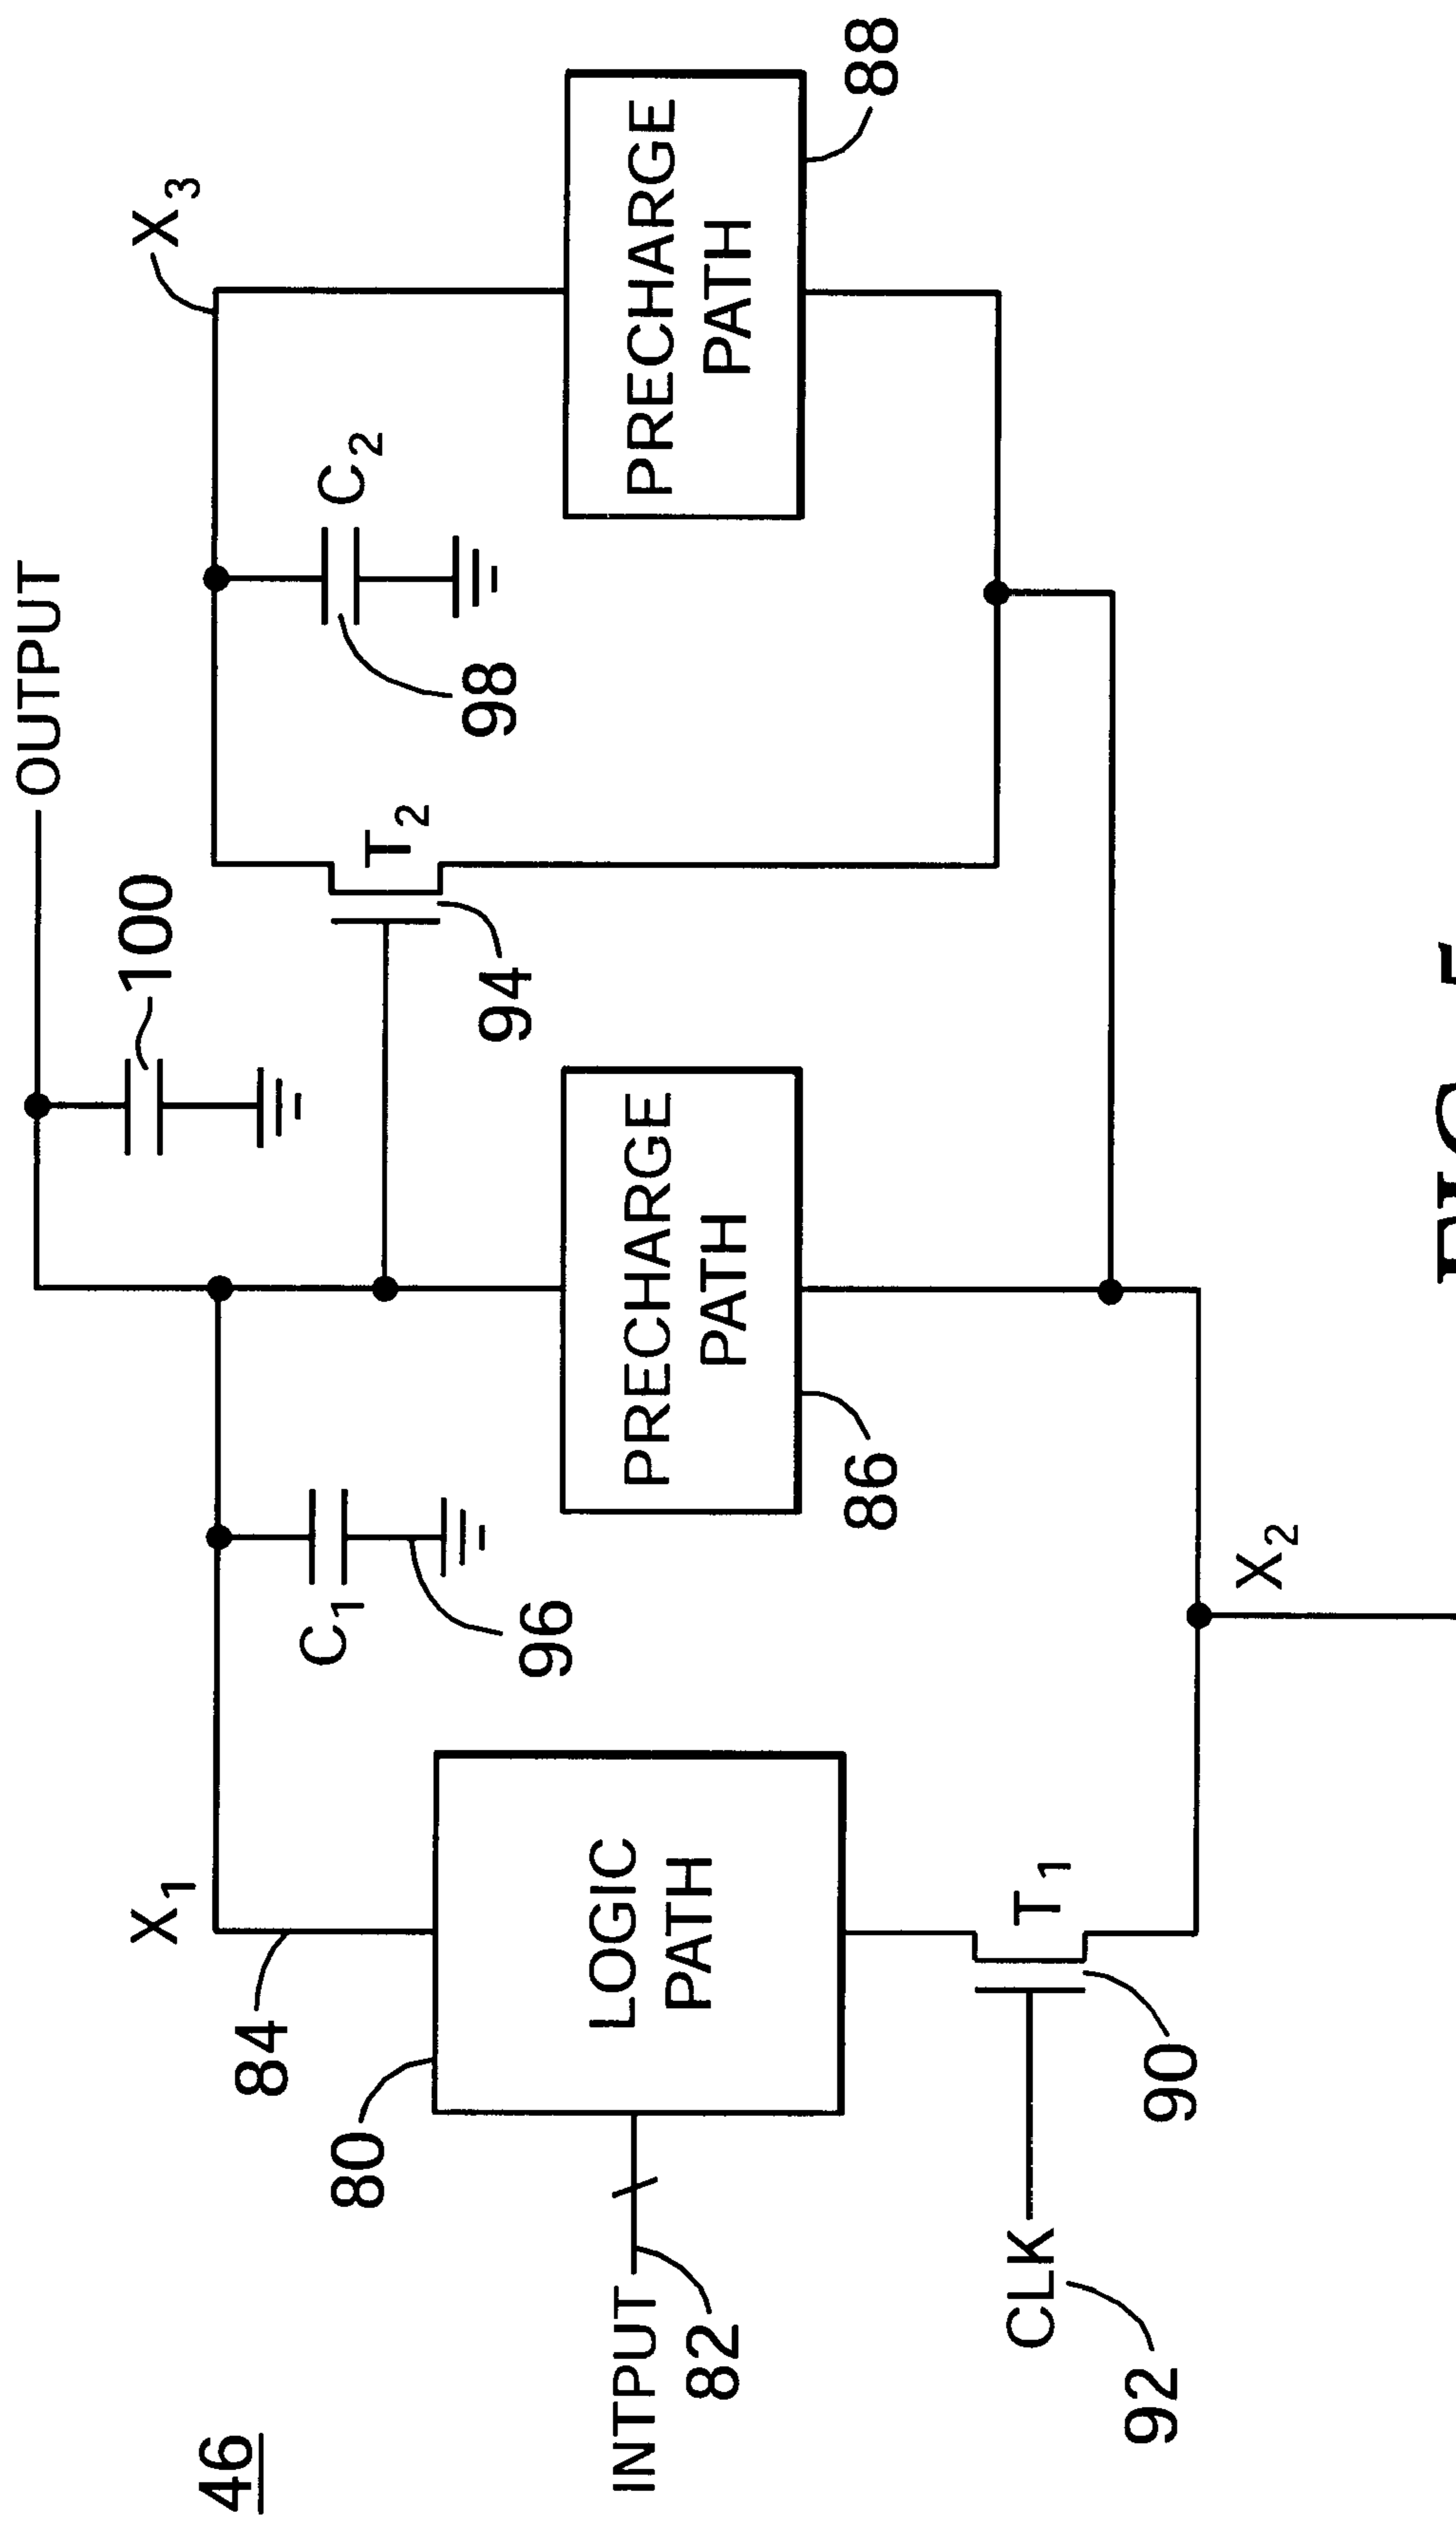 46
OUTPUT
100
X1
84
C1
96
T2
94
C2
98
X3
80
LOGIC
PATH
INTPUT
82
PRECHARGE
PATH
86
PRECHARGE
PATH
88
CLK
92
T1
90
X2